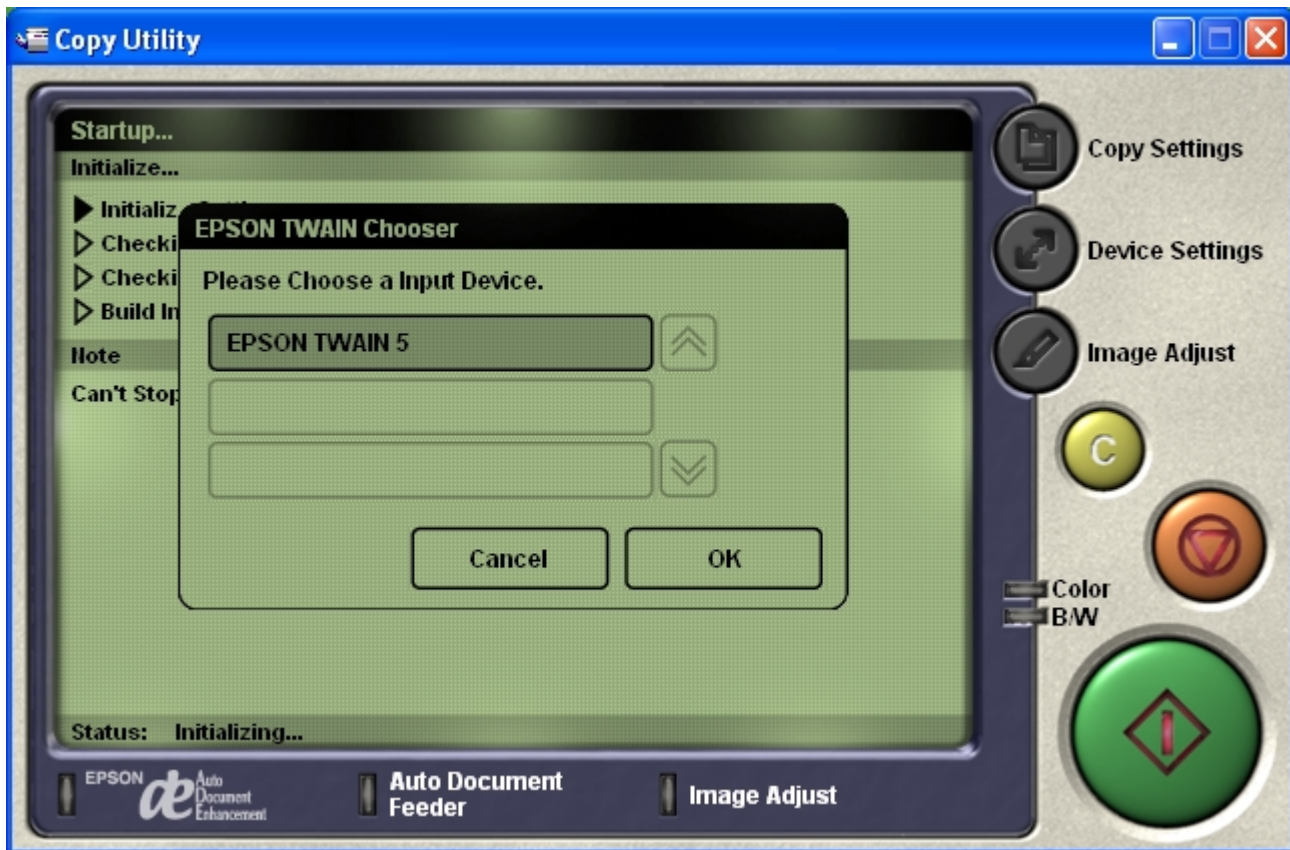 Copy Utility
Startup...
Initialize...
Initializ
Checki
Checki
Build In
Note
Can't Stop
EPSON TWAIN Chooser
Please Choose a Input Device.
EPSON TWAIN 5
Cancel
OK
Status: Initializing...
Copy Settings
Device Settings
Image Adjust
C
Color
B/W
EPSON
Auto
Document
Enhancement
Auto Document
Feeder
Image Adjust